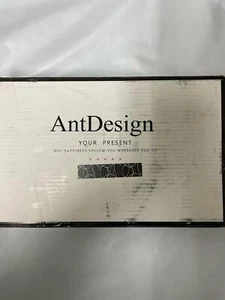 AntDesign
YOUR PRESENT
MAY HAPPINESS FOLLOW YOU WHEREVER YOU GO